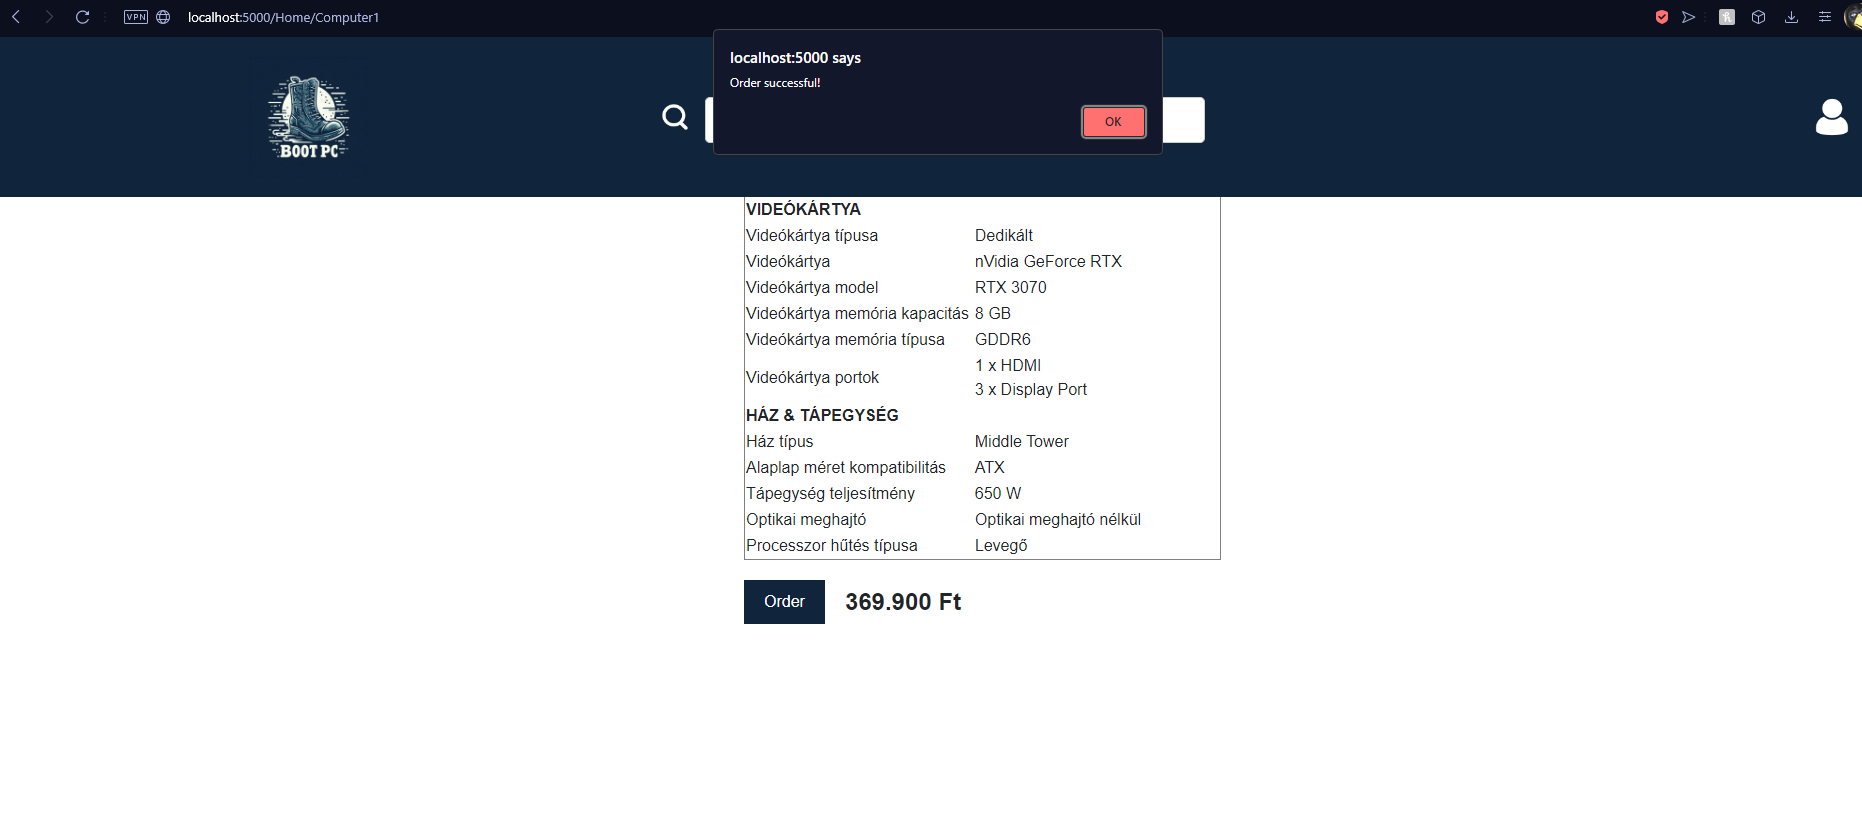 VPN localhost:5000/Home/Computer1
localhost:5000 says
Order successful!
OK
BOOT PC
VIDEÓKÁRTYA
Videókártya típusa Dedikált
Videókártya nVidia GeForce RTX
Videókártya model RTX 3070
Videókártya memória kapacitás 8 GB
Videókártya memória típusa GDDR6
Videókártya portok 1 x HDMI
3 x Display Port
HÁZ & TÁPEGYSÉG
Ház típus Middle Tower
Alaplap méret kompatibilitás ATX
Tápegység teljesítmény 650 W
Optikai meghajtó Optikai meghajtó nélkül
Processzor hűtés típusa Levegő
Order 369.900 Ft